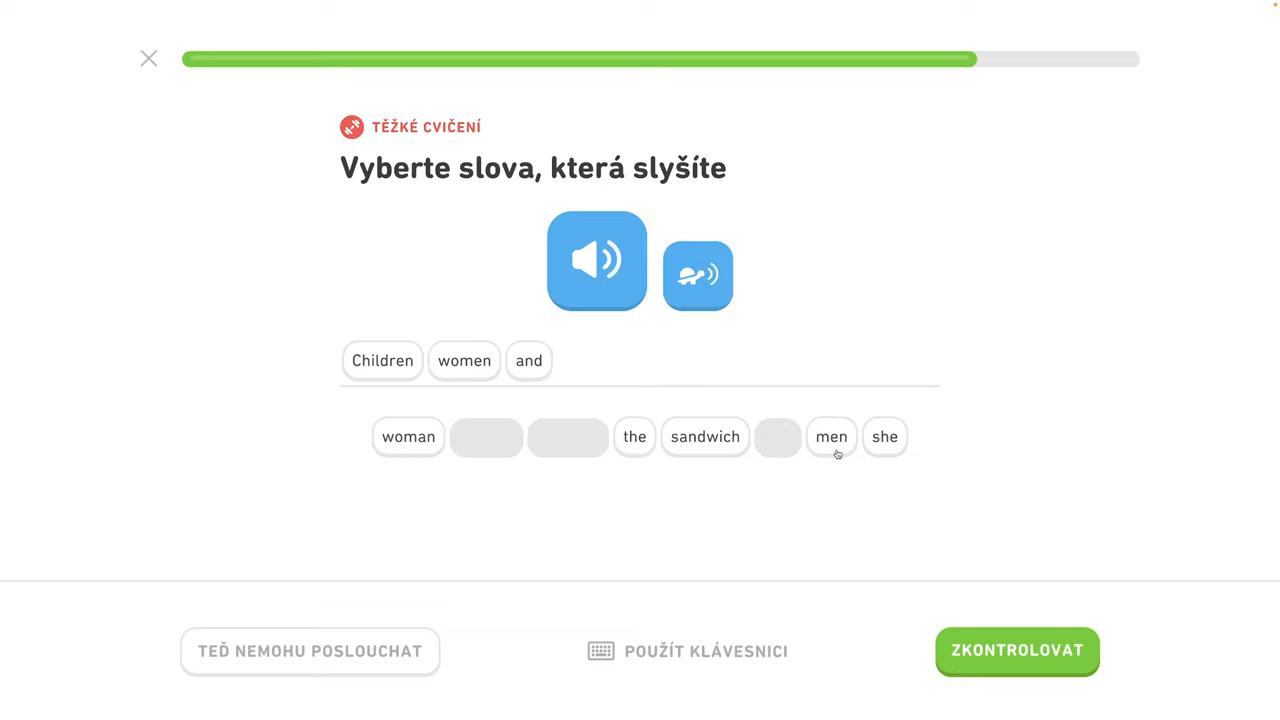 TĚŽKÉ CVIČENÍ
Vyberte slova, která slyšíte
Children women and
woman the sandwich men she
TEĎ NEMOHU POSLOUCHAT POUŽÍT KLÁVESNICI ZKONTROLOVAT